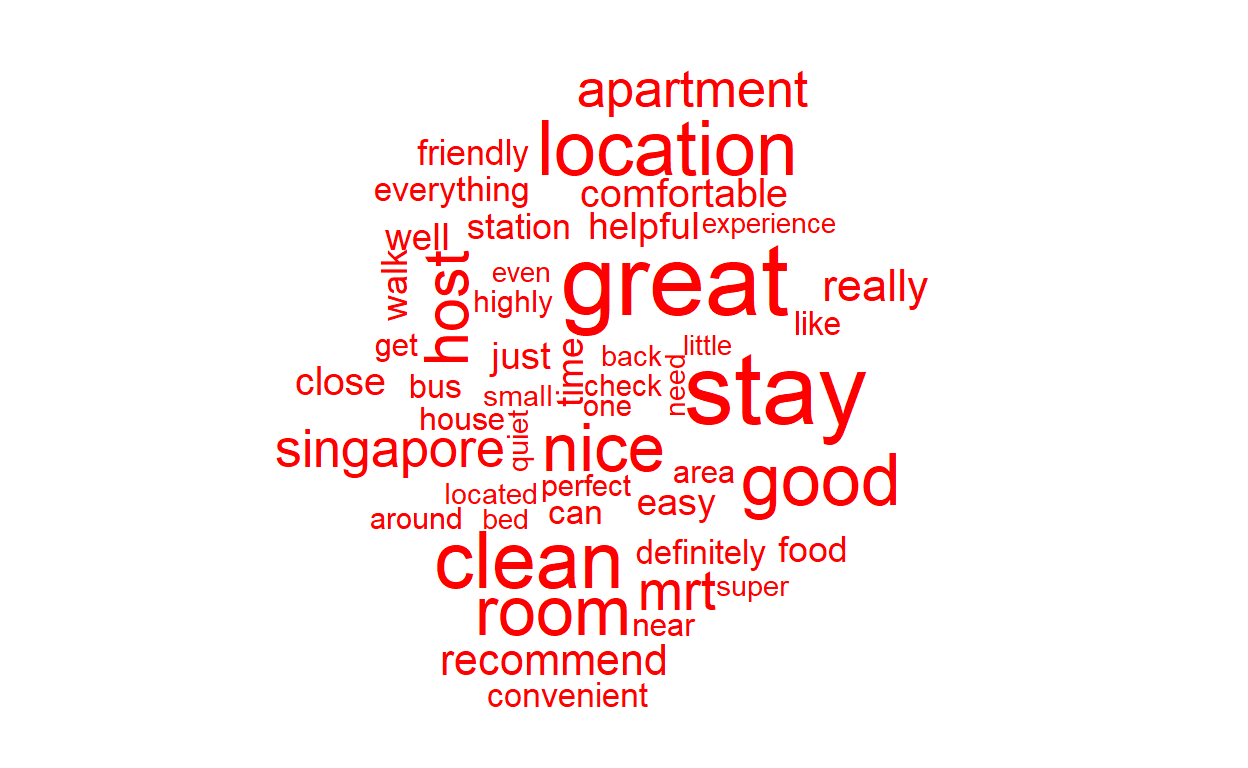 apartment
location
friendly
everything
comfortable
station
helpful
experience
well
walk
host
even
great
really
highly
like
get
just
time
back
little
close
bus
small
check
need
stay
one
house
quiet
singapore
nice
area
good
located
perfect
easy
around
bed
can
clean
definitely
food
mrt
super
room
near
recommend
convenient